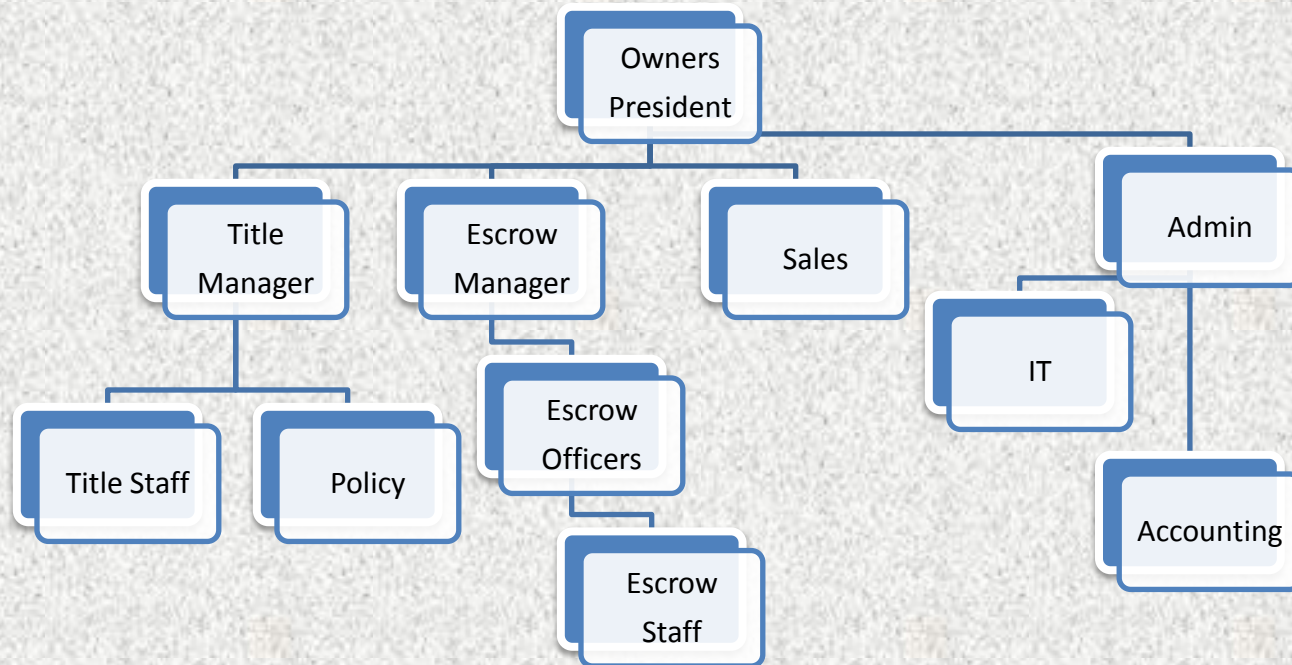 Owners
President
Title
Manager
Escrow
Manager
Sales
Admin
IT
Escrow
Officers
Title Staff
Policy
Accounting
Escrow
Staff